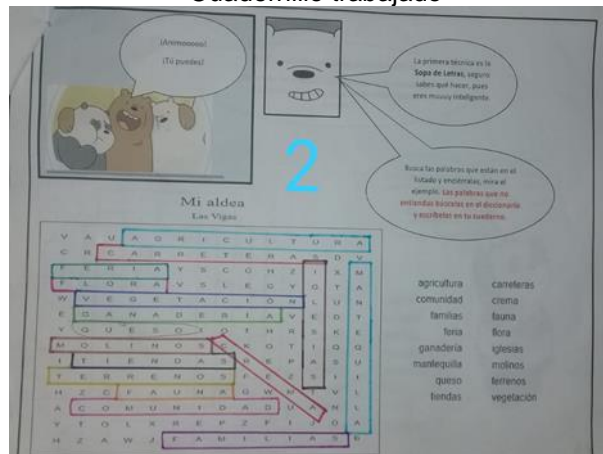 Cuadernillo trabajado
¡Animooooo!
¡Tú puedes!
La primera técnica es la
Sopa de Letras, seguro
sabes qué hacer, pues
eres muuuy inteligente.
Busca las palabras que están en el
listado y enciérralas, mira el
ejemplo. Las palabras que no
entiendas búscalas en el diccionario
y escríbelas en tu cuaderno.
2
Mi aldea
Las Vigas
V A U A G R I C U L T U R A
C R C A R R E T E R A S D V
F E R I A Y S C G H Z I X M
F L O R A V S L E G Y G T A
W V E G E T A C I O N L U N
E G A N A D E R I A V E D T
V Q U E S O
M O L I N O S E K O T I Q Q
I T I E N D A S R E P A S U
T E R R E N O S F E Z S I I
H Z C F A U N A G W M I V L
A C O M U N I D A D U A N L
Y T O L X R E P Z F I J O A
H Z A W J F A M I L I A S E
agricultura carreteras
comunidad crema
familias fauna
feria flora
ganadería iglesias
mantequilla molinos
queso terrenos
tiendas vegetación